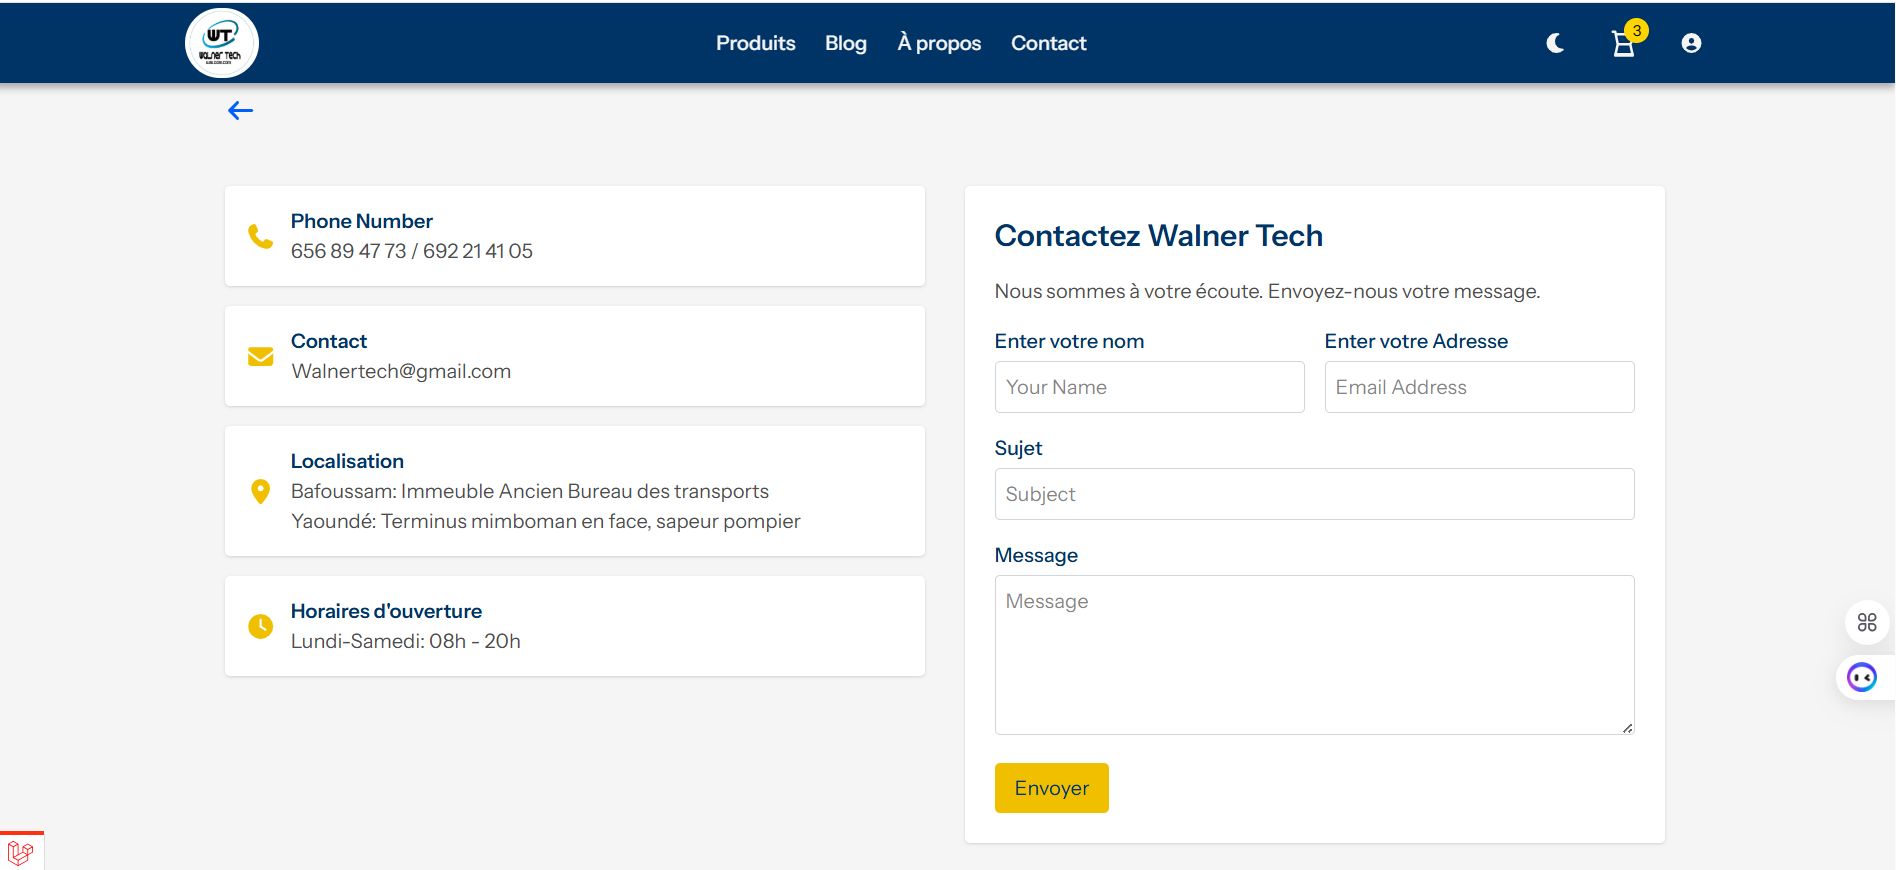 WT
Walner Tech
Produits
Blog
À propos
Contact
3
Phone Number
656 89 47 73 / 692 21 41 05
Contact
Walnertech@gmail.com
Localisation
Bafoussam: Immeuble Ancien Bureau des transports
Yaoundé: Terminus mimboman en face, sapeur pompier
Horaires d'ouverture
Lundi-Samedi: 08h - 20h
Contactez Walner Tech
Nous sommes à votre écoute. Envoyez-nous votre message.
Enter votre nom
Enter votre Adresse
Your Name
Email Address
Sujet
Subject
Message
Message
Envoyer